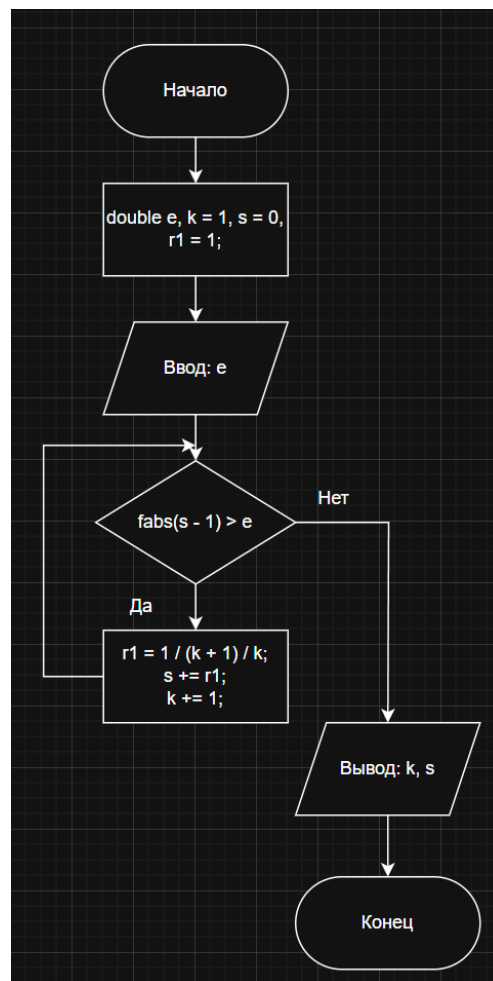 Начало
double e, k = 1, s = 0,
r1 = 1;
Ввод: e
fabs(s - 1) > e
Нет
Да
r1 = 1 / (k + 1) / k;
s += r1;
k += 1;
Вывод: k, s
Конец